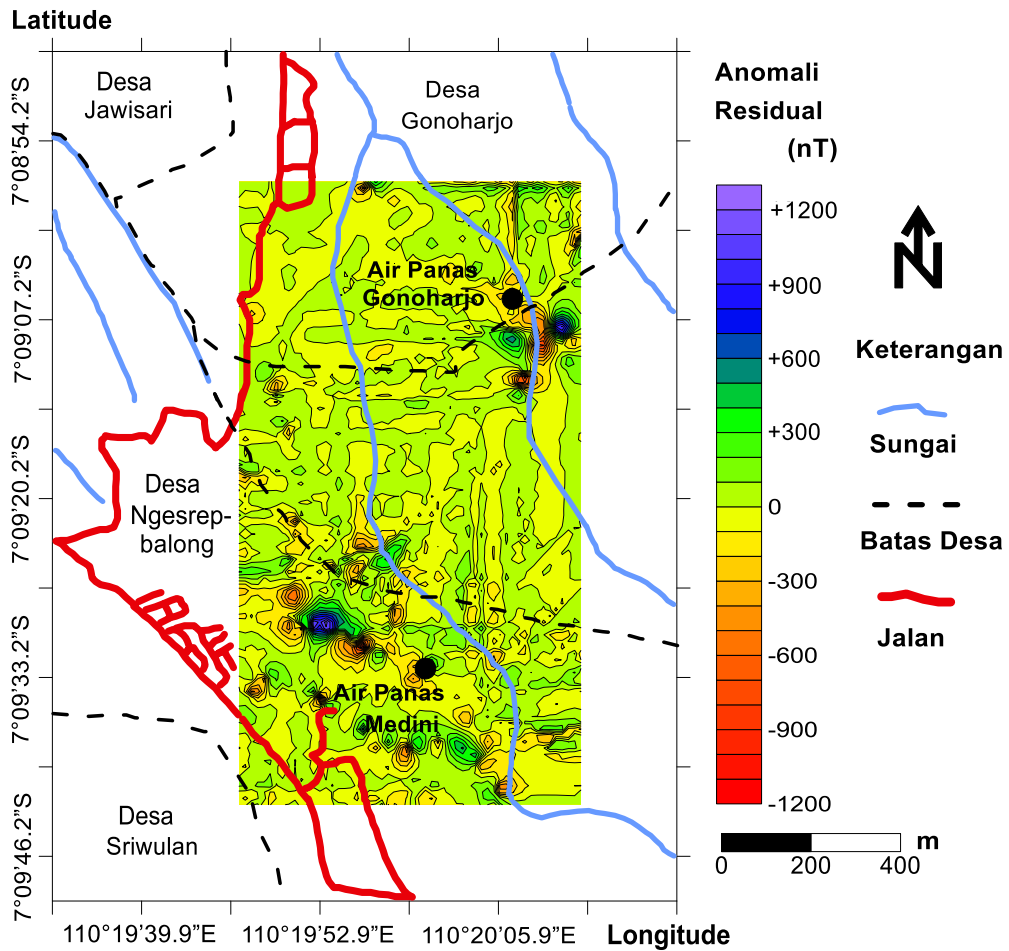 Latitude
Desa
Jawisari
Desa
Gonoharjo
Air Panas
Gonoharjo
Desa
Ngesrep-
balong
Air Panas
Medini
Desa
Sriwulan
7°08’54.2”S
7°09’07.2”S
7°09’20.2”S
7°09’33.2”S
7°09’46.2”S
110°19’39.9”E
110°19’52.9”E
110°20’05.9”E
Longitude
Anomali
Residual
(nT)
+1200
+900
+600
+300
0
-300
-600
-900
-1200
N
Keterangan
Sungai
Batas Desa
Jalan
m
0
200
400